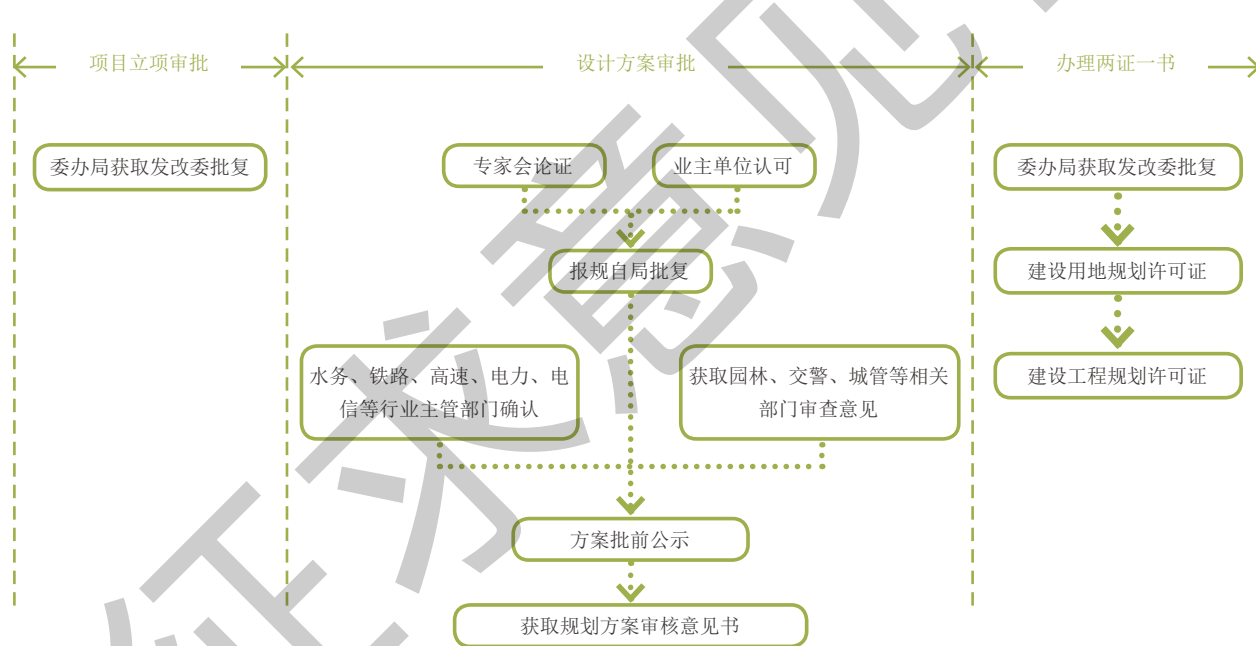 项目立项审批
设计方案审批
办理两证一书
委办局获取发改委批复
专家会论证
业主单位认可
委办局获取发改委批复
报规自局批复
建设用地规划许可证
水务、铁路、高速、电力、电
信等行业主管部门确认
获取园林、交警、城管等相关
部门审查意见
建设工程规划许可证
方案批前公示
获取规划方案审核意见书
征求意见